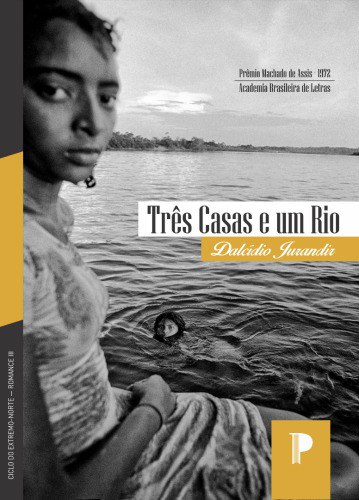 Prêmio Machado de Assis - 1972
Academia Brasileira de Letras
Três Casas e um Rio
Dalcídio Jurandir
CICLO DO EXTREMO-NORTE — ROMANCE III
P